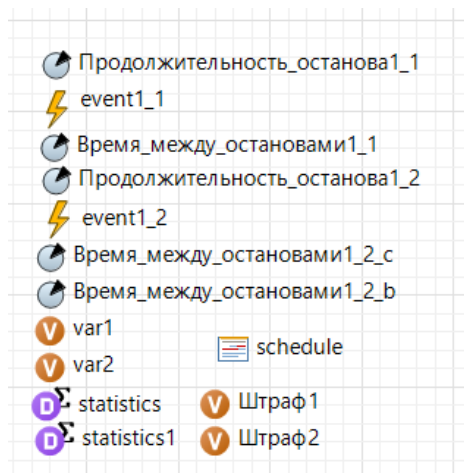 Продолжительность_останова1_1
event1_1
Время_между_остановами1_1
Продолжительность_останова1_2
event1_2
Время_между_остановами1_2_c
Время_между_остановами1_2_b
V var1
schedule
V var2
D Σ statistics V Штраф1
D Σ statistics1 V Штраф2